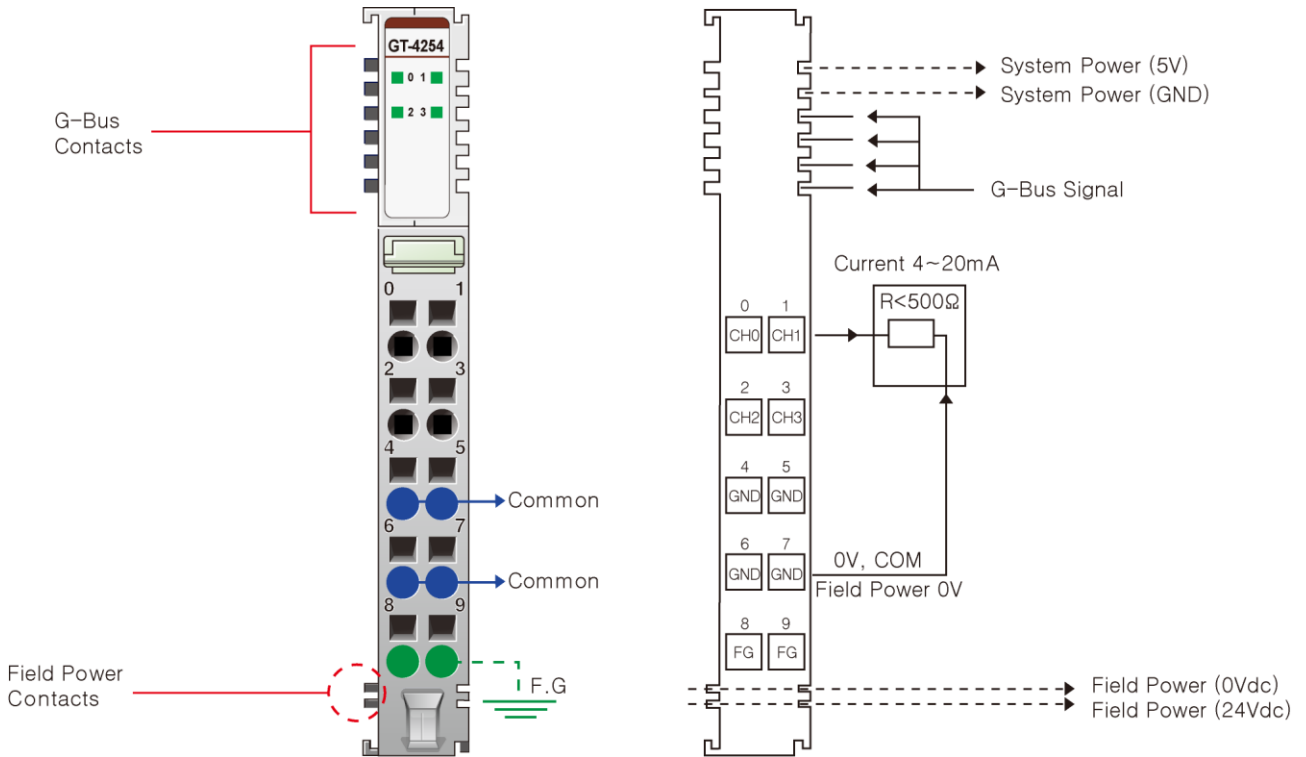 GT-4254
0 1
2 3
G-Bus
Contacts
0 1
2 3
4 5
Common
6 7
Common
8 9
F.G
Field Power
Contacts
System Power (5V)
System Power (GND)
G-Bus Signal
Current 4~20mA
R<500Ω
0 1
CH0 CH1
2 3
CH2 CH3
4 5
GND GND
6 7
GND GND
0V, COM
Field Power 0V
8 9
FG FG
Field Power (0Vdc)
Field Power (24Vdc)